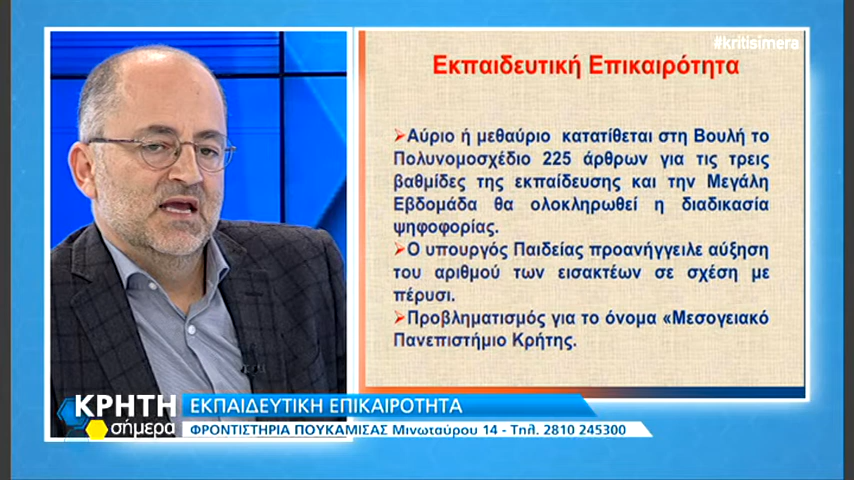 #kritisimera
Εκπαιδευτική Επικαιρότητα
➢Αύριο ή μεθαύριο κατατίθεται στη Βουλή το
Πολυνομοσχέδιο 225 άρθρων για τις τρεις
βαθμίδες της εκπαίδευσης και την Μεγάλη
Εβδομάδα θα ολοκληρωθεί η διαδικασία
ψηφοφορίας.
➢Ο υπουργός Παιδείας προανήγγειλε αύξηση
του αριθμού των εισακτέων σε σχέση με
πέρυσι.
➢Προβληματισμός για το όνομα «Μεσογειακό
Πανεπιστήμιο Κρήτης.
ΚΡΗΤΗ
σήμερα
ΕΚΠΑΙΔΕΥΤΙΚΗ ΕΠΙΚΑΙΡΟΤΗΤΑ
ΦΡΟΝΤΙΣΤΗΡΙΑ ΠΟΥΚΑΜΙΣΑΣ Μινωταύρου 14 - Τηλ. 2810 245300